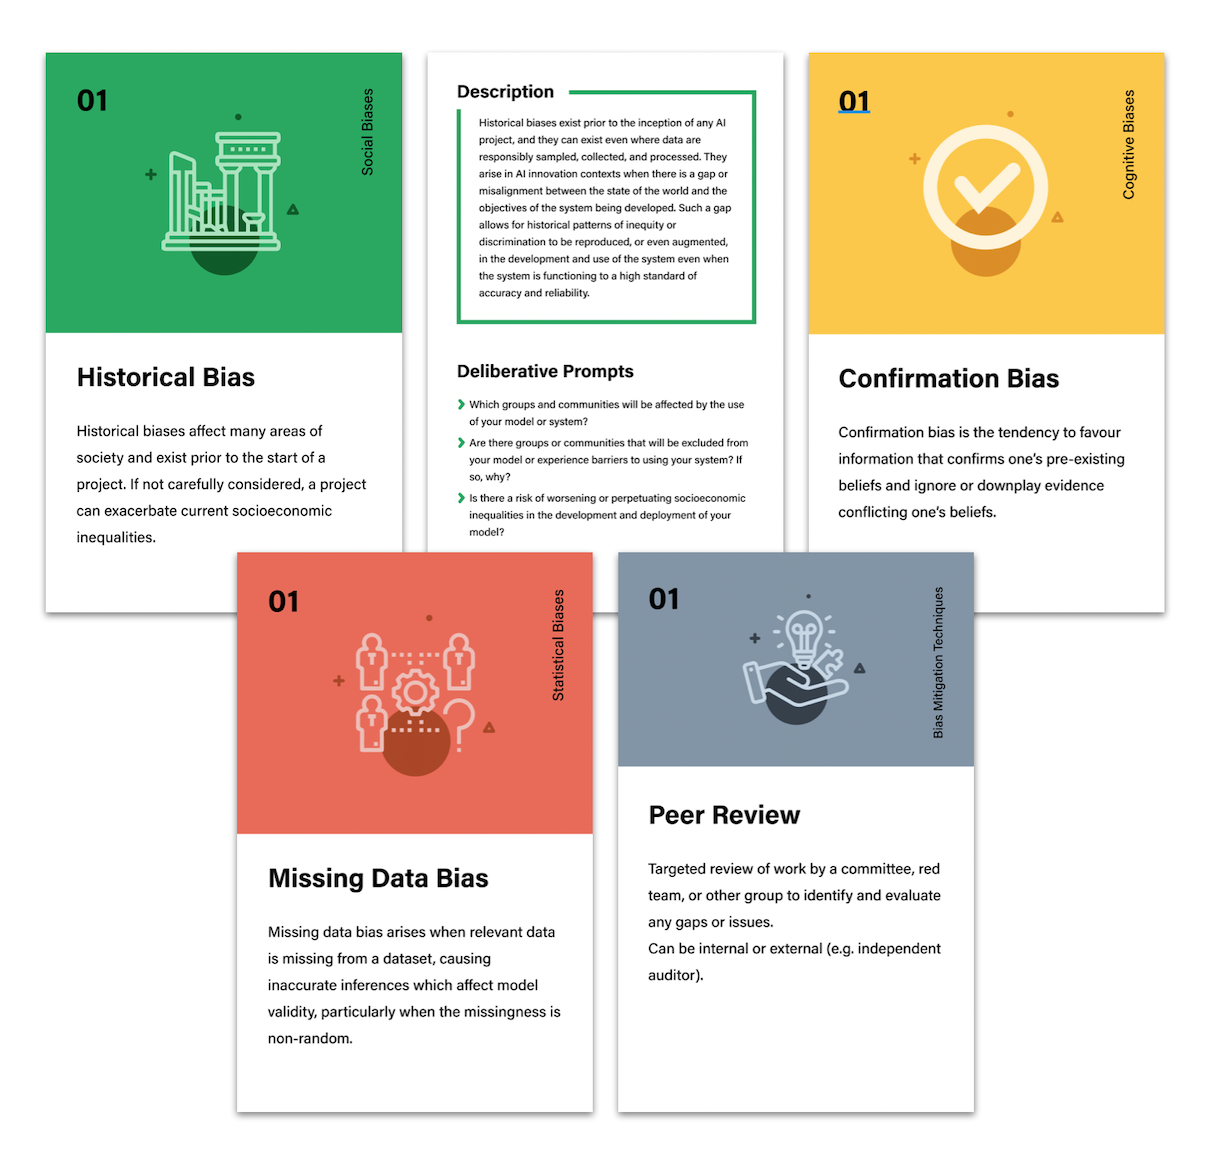 01
Social Biases
Historical Bias
Historical biases affect many areas of
society and exist prior to the start of a
project. If not carefully considered, a project
can exacerbate current socioeconomic
inequalities.
Description
Historical biases exist prior to the inception of any AI
project, and they can exist even where data are
responsibly sampled, collected, and processed. They
arise in AI innovation contexts when there is a gap or
misalignment between the state of the world and the
objectives of the system being developed. Such a gap
allows for historical patterns of inequity or
discrimination to be reproduced, or even augmented,
in the development and use of the system even when
the system is functioning to a high standard of
accuracy and reliability.
Deliberative Prompts
Which groups and communities will be affected by the use
of your model or system?
Are there groups or communities that will be excluded from
your model or experience barriers to using your system? If
so, why?
Is there a risk of worsening or perpetuating socioeconomic
inequalities in the development and deployment of your
model?
01
Cognitive Biases
Confirmation Bias
Confirmation bias is the tendency to favour
information that confirms one's pre-existing
beliefs and ignore or downplay evidence
conflicting one's beliefs.
01
Statistical Biases
Missing Data Bias
Missing data bias arises when relevant data
is missing from a dataset, causing
inaccurate inferences which affect model
validity, particularly when the missingness is
non-random.
01
Bias Mitigation Techniques
Peer Review
Targeted review of work by a committee, red
team, or other group to identify and evaluate
any gaps or issues.
Can be internal or external (e.g. independent
auditor).